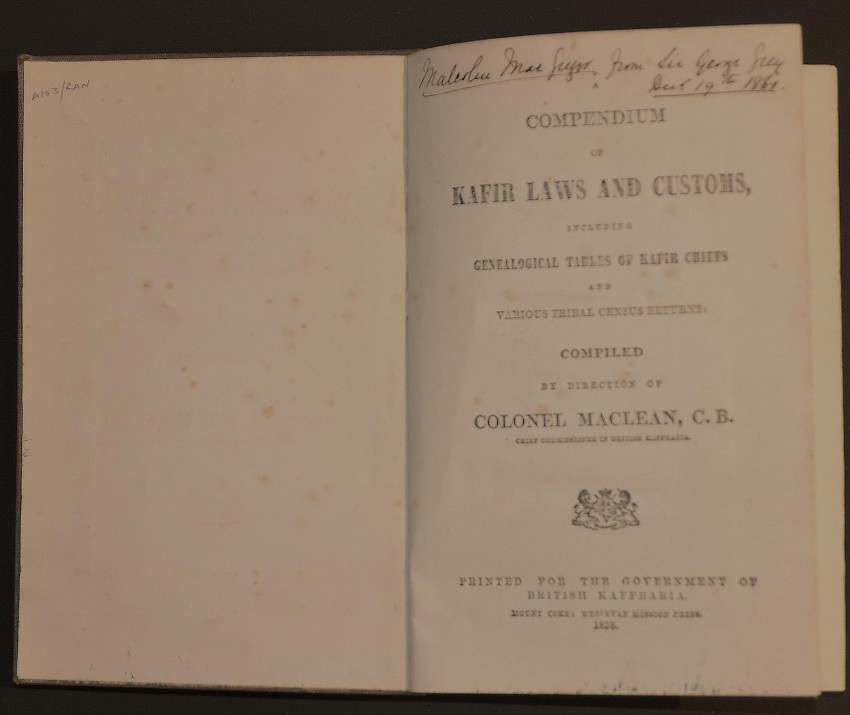 A103/RAN
Malcolm MacGregor, from Sir George Grey
19th
A
COMPENDIUM
OF
KAFIR LAWS AND CUSTOMS,
INCLUDING
GENEALOGICAL TABLES OF KAFIR CHIEFS
AND
VARIOUS TRIBAL CENSUS RETURNS:
COMPILED
BY DIRECTION OF
COLONEL MACLEAN, C. B.
CHIEF COMMISSIONER IN BRITISH KAFFRARIA.
PRINTED FOR THE GOVERNMENT OF
BRITISH KAFFRARIA.
MOUNT COKE: WESLEYAN MISSION PRESS.
1858.